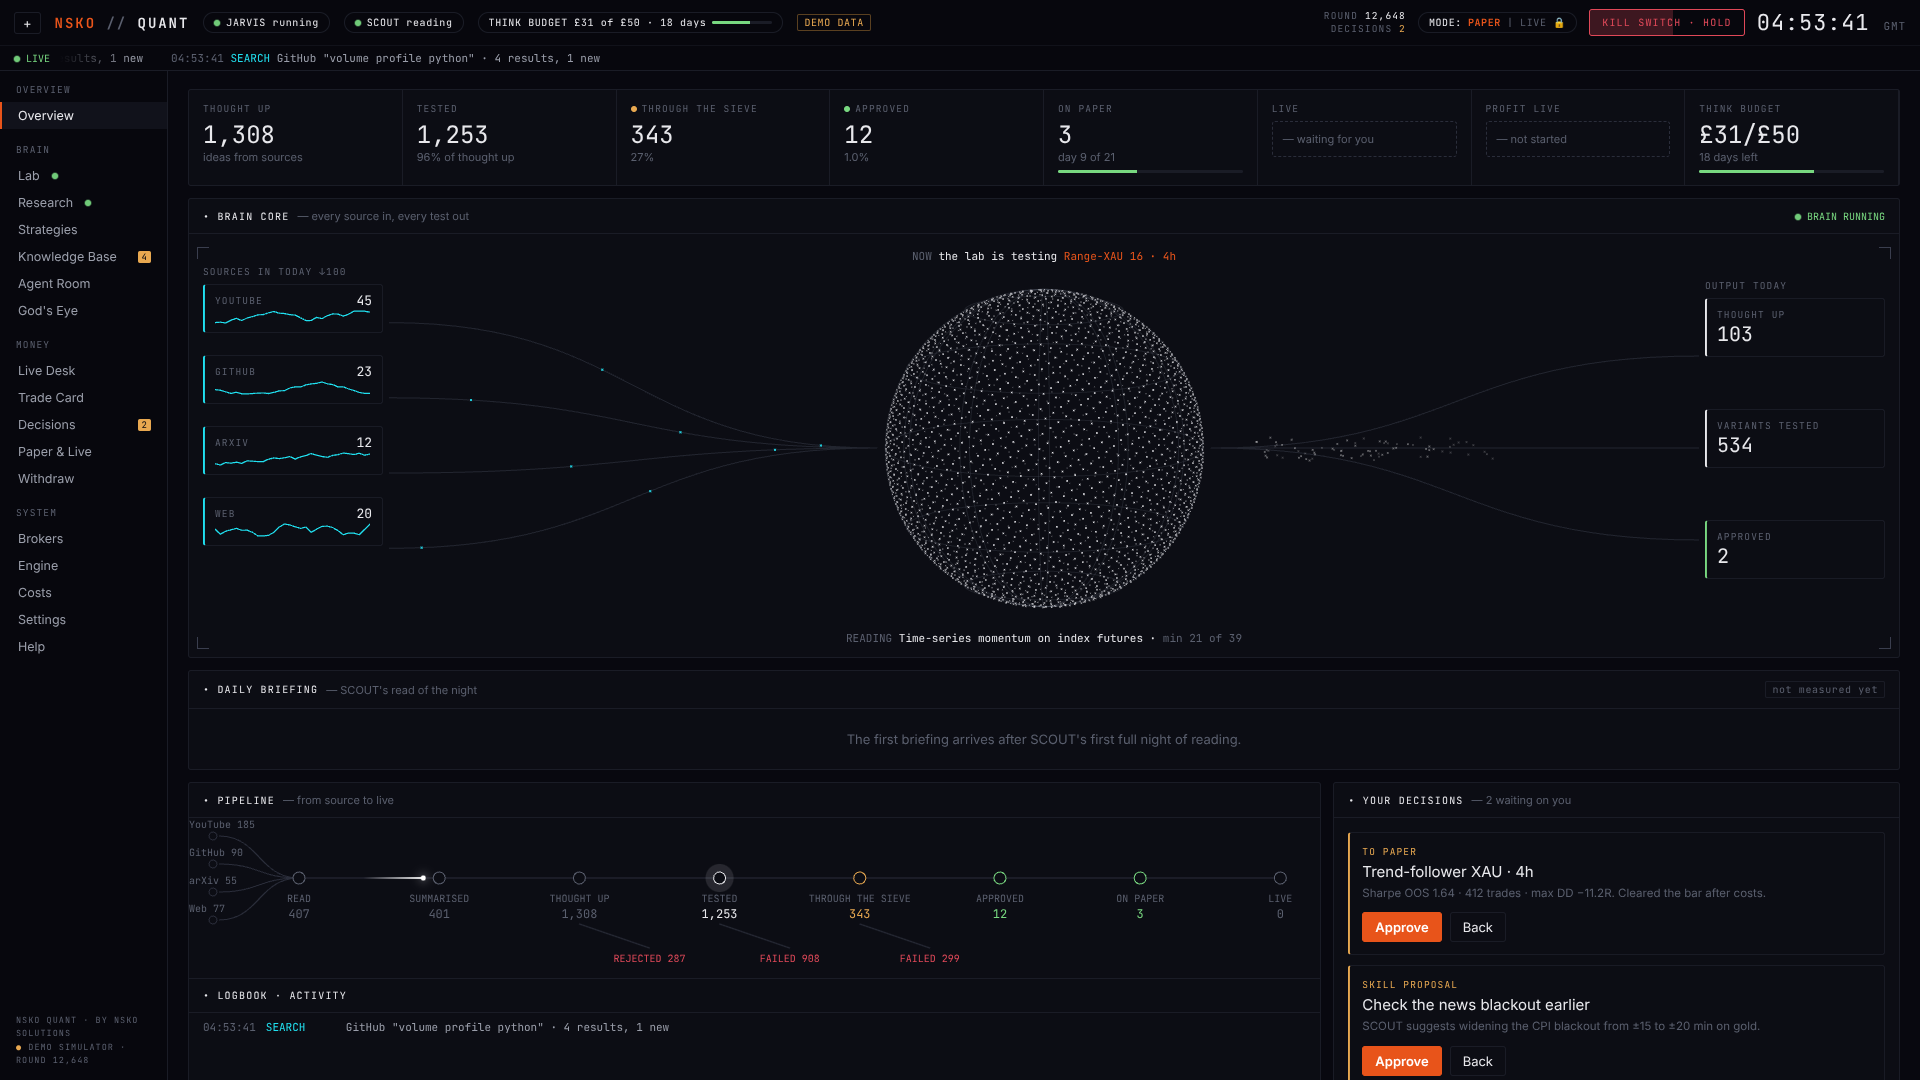 + NSKO // QUANT JARVIS running SCOUT reading THINK BUDGET £31 of £50 · 18 days DEMO DATA ROUND 12,648 DECISIONS 2 MODE: PAPER | LIVE KILL SWITCH · HOLD 04:53:41 GMT
LIVE sults, 1 new 04:53:41 SEARCH GitHub "volume profile python" · 4 results, 1 new
OVERVIEW
Overview
BRAIN
Lab
Research
Strategies
Knowledge Base 4
Agent Room
God's Eye
MONEY
Live Desk
Trade Card
Decisions 2
Paper & Live
Withdraw
SYSTEM
Brokers
Engine
Costs
Settings
Help
NSKO QUANT · BY NSKO
SOLUTIONS
DEMO SIMULATOR ·
ROUND 12,648
THOUGHT UP
1,308
ideas from sources
TESTED
1,253
96% of thought up
THROUGH THE SIEVE
343
27%
APPROVED
12
1.0%
ON PAPER
3
day 9 of 21
LIVE
— waiting for you
PROFIT LIVE
— not started
THINK BUDGET
£31/£50
18 days left
• BRAIN CORE — every source in, every test out
BRAIN RUNNING
NOW the lab is testing Range-XAU 16 · 4h
SOURCES IN TODAY ↓100
YOUTUBE 45
GITHUB 23
ARXIV 12
WEB 20
OUTPUT TODAY
THOUGHT UP
103
VARIANTS TESTED
534
APPROVED
2
READING Time-series momentum on index futures · min 21 of 39
• DAILY BRIEFING — SCOUT's read of the night
not measured yet
The first briefing arrives after SCOUT's first full night of reading.
• PIPELINE — from source to live
YouTube 185
GitHub 90
arXiv 55
Web 77
READ
407
SUMMARISED
401
THOUGHT UP
1,308
TESTED
1,253
THROUGH THE SIEVE
343
APPROVED
12
ON PAPER
3
LIVE
0
REJECTED 287
FAILED 908
FAILED 299
• LOGBOOK · ACTIVITY
04:53:41 SEARCH GitHub "volume profile python" · 4 results, 1 new
• YOUR DECISIONS — 2 waiting on you
TO PAPER
Trend-follower XAU · 4h
Sharpe OOS 1.64 · 412 trades · max DD −11.2R. Cleared the bar after costs.
Approve Back
SKILL PROPOSAL
Check the news blackout earlier
SCOUT suggests widening the CPI blackout from ±15 to ±20 min on gold.
Approve Back